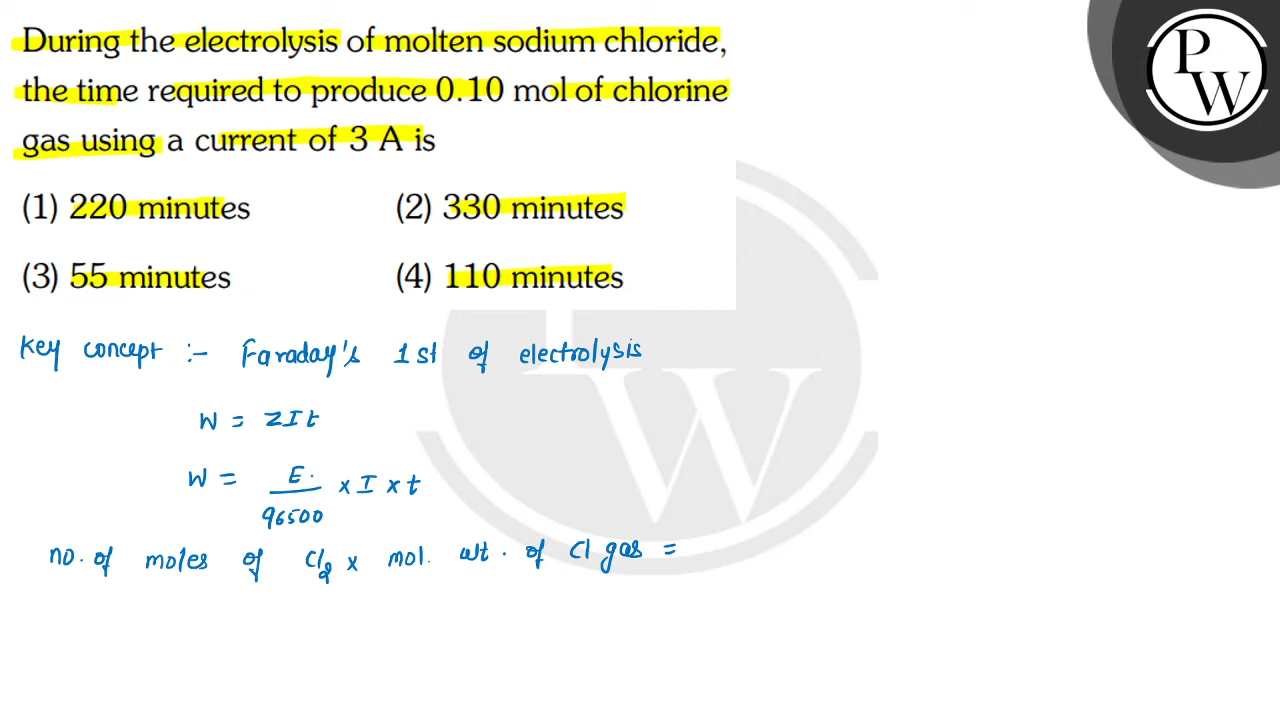 During the electrolysis of molten sodium chloride,
the time required to produce 0.10 mol of chlorine
gas using a current of 3 A is
(1) 220 minutes (2) 330 minutes
(3) 55 minutes (4) 110 minutes
Key concept :- Faraday's 1st of electrolysis
W = ZIt
W = E. / 96500 × I × t
no. of moles of Cl2 × mol. wt. of Cl gas =
PW
PW